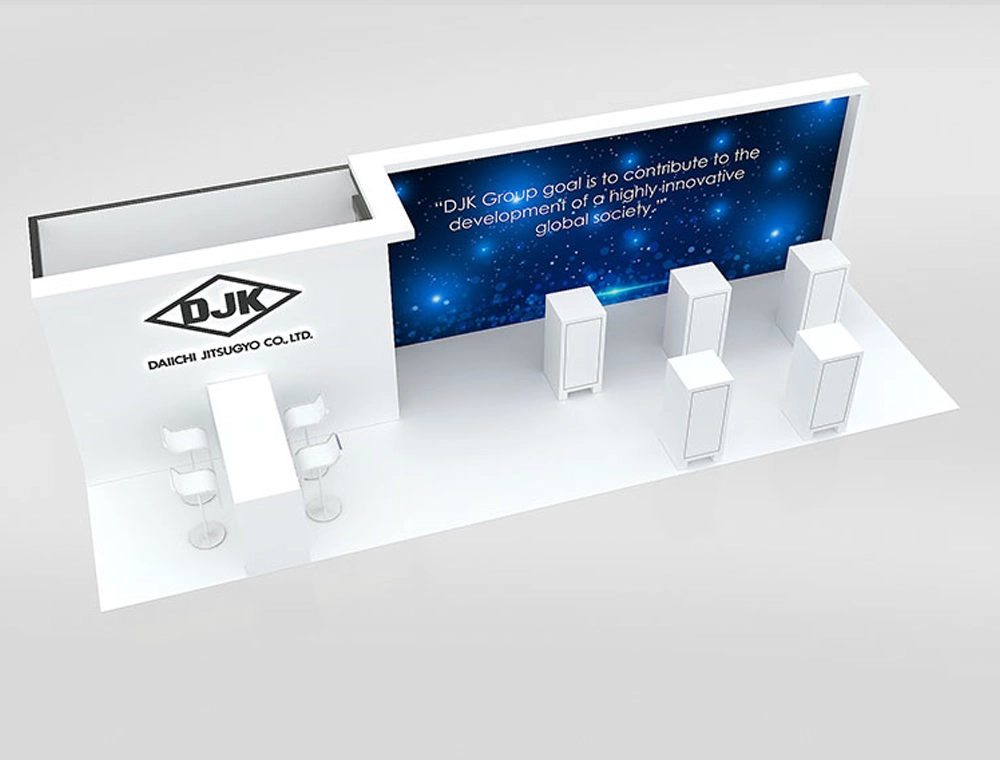 DJK
DAIICHI JITSUGYO CO., LTD.
“DJK Group goal is to contribute to the
development of a highly innovative
global society.”